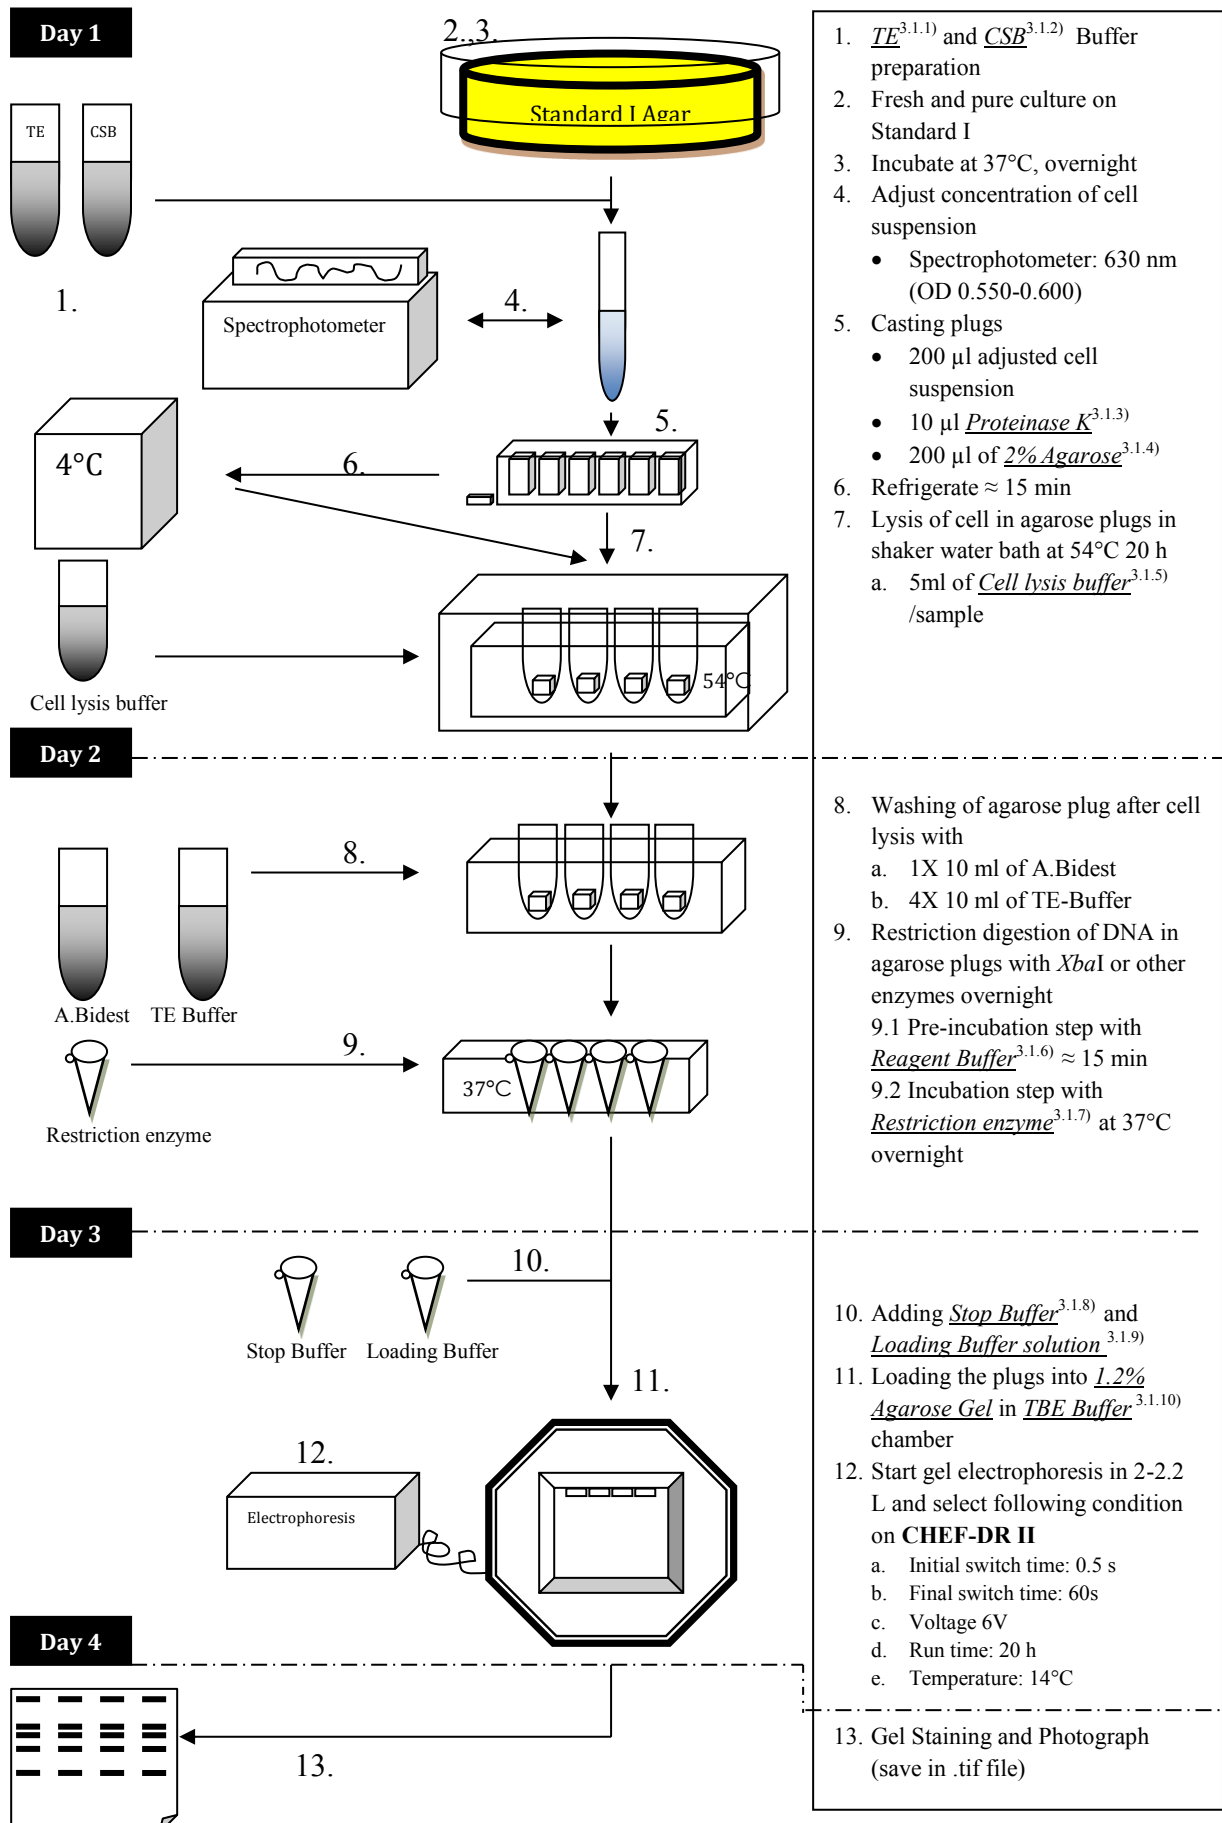 Day 1
2.,3.
Standard I Agar
TE
CSB
1.
Spectrophotometer
4.
5.
4°C
6.
7.
54°C
Cell lysis buffer
Day 2
8.
A.Bidest
TE Buffer
9.
37°C
Restriction enzyme
Day 3
10.
Stop Buffer
Loading Buffer
11.
12.
Electrophoresis
Day 4
13.
1. TE3.1.1) and CSB3.1.2) Buffer
preparation
2. Fresh and pure culture on
Standard I
3. Incubate at 37°C, overnight
4. Adjust concentration of cell
suspension
• Spectrophotometer: 630 nm
(OD 0.550-0.600)
5. Casting plugs
• 200 µl adjusted cell
suspension
• 10 µl Proteinase K3.1.3)
• 200 µl of 2% Agarose3.1.4)
6. Refrigerate ≈ 15 min
7. Lysis of cell in agarose plugs in
shaker water bath at 54°C 20 h
a. 5ml of Cell lysis buffer3.1.5)
/sample
8. Washing of agarose plug after cell
lysis with
a. 1X 10 ml of A.Bidest
b. 4X 10 ml of TE-Buffer
9. Restriction digestion of DNA in
agarose plugs with XbaI or other
enzymes overnight
9.1 Pre-incubation step with
Reagent Buffer3.1.6) ≈ 15 min
9.2 Incubation step with
Restriction enzyme3.1.7) at 37°C
overnight
10. Adding Stop Buffer3.1.8) and
Loading Buffer solution 3.1.9)
11. Loading the plugs into 1.2%
Agarose Gel in TBE Buffer 3.1.10)
chamber
12. Start gel electrophoresis in 2-2.2
L and select following condition
on CHEF-DR II
a. Initial switch time: 0.5 s
b. Final switch time: 60s
c. Voltage 6V
d. Run time: 20 h
e. Temperature: 14°C
13. Gel Staining and Photograph
(save in .tif file)